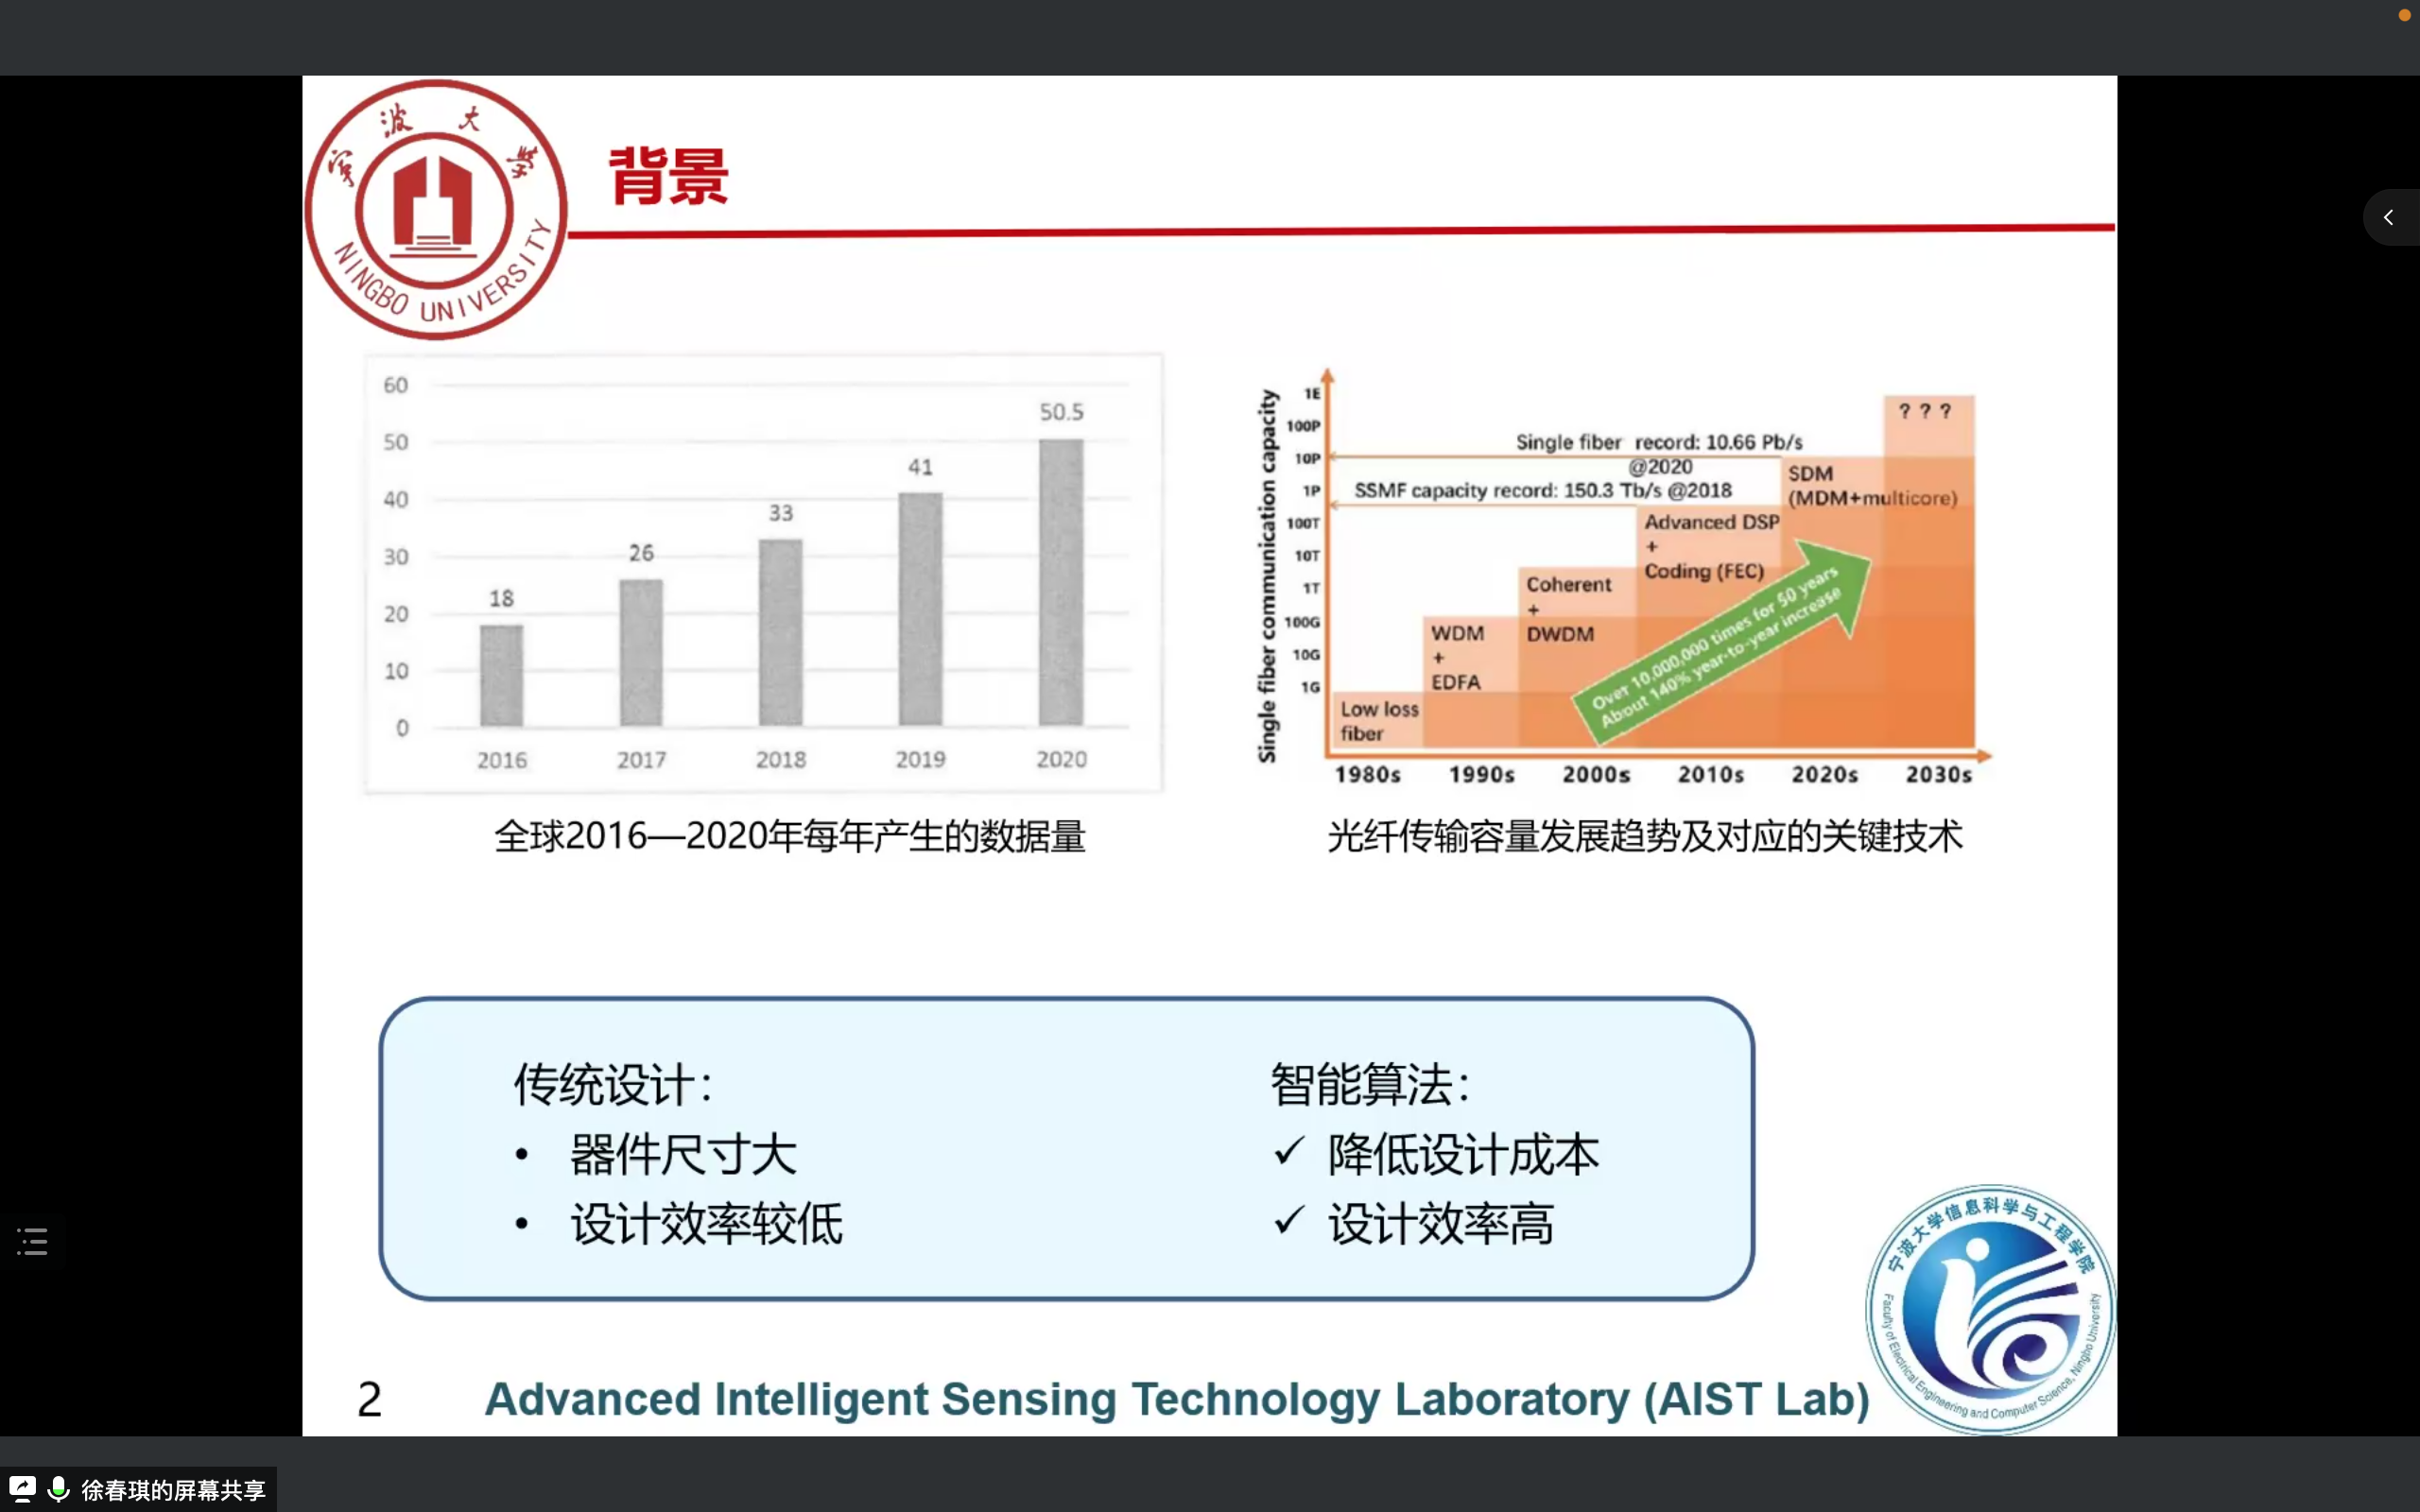 宁波大学
NINGBO UNIVERSITY
背景
60
50
40
30
20
10
0
18
26
33
41
50.5
2016
2017
2018
2019
2020
全球2016—2020年每年产生的数据量
Single fiber communication capacity
1E
100P
10P
1P
100T
10T
1T
100G
10G
1G
? ? ?
Single fiber record: 10.66 Pb/s
@2020
SSMF capacity record: 150.3 Tb/s @2018
SDM
(MDM+multicore)
Advanced DSP
+
Coding (FEC)
Coherent
+
DWDM
WDM
+
EDFA
Low loss
fiber
Over 10,000,000 times for 50 years
About 140% year-to-year increase
1980s
1990s
2000s
2010s
2020s
2030s
光纤传输容量发展趋势及对应的关键技术
传统设计：
• 器件尺寸大
• 设计效率较低
智能算法：
✓ 降低设计成本
✓ 设计效率高
宁波大学信息科学与工程学院
Faculty of Electrical Engineering and Computer Science, Ningbo University
2
Advanced Intelligent Sensing Technology Laboratory (AIST Lab)
徐春琪的屏幕共享